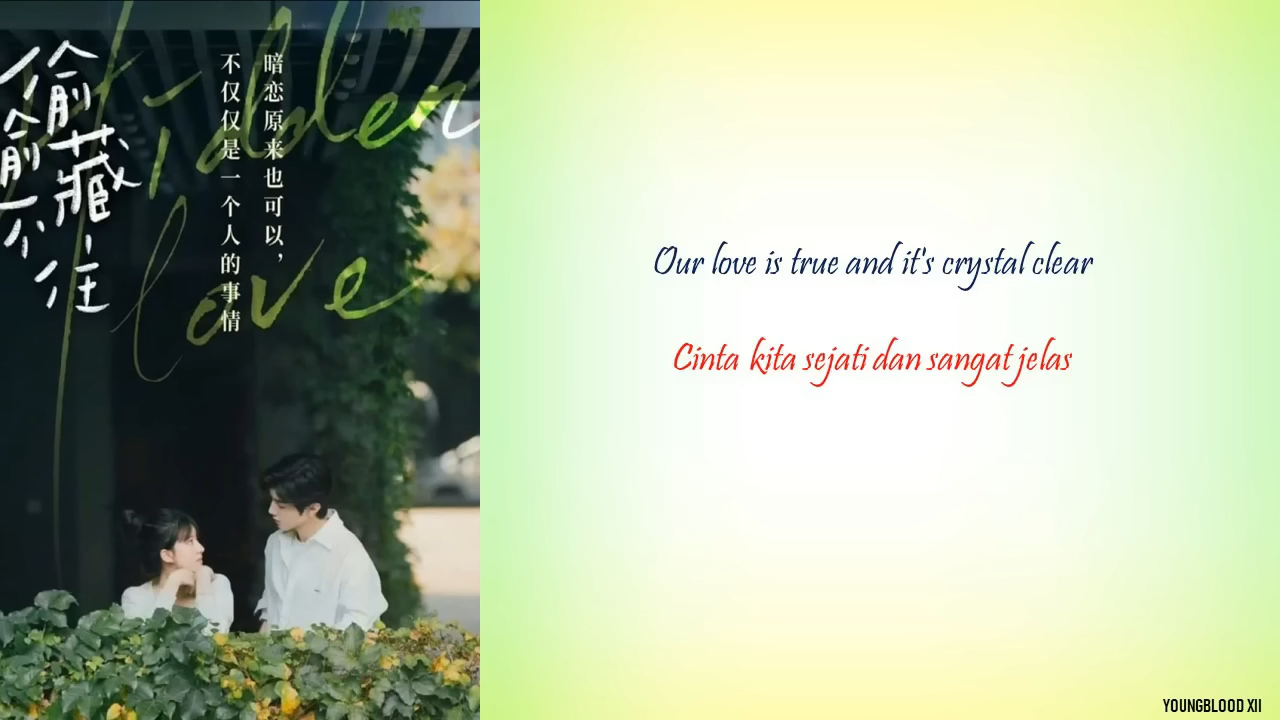 偷偷藏不住
Hidden
love
暗恋原来也可以，
不仅仅是一个人的事情
Our love is true and it's crystal clear
Cinta kita sejati dan sangat jelas
YOUNGBLOOD XII